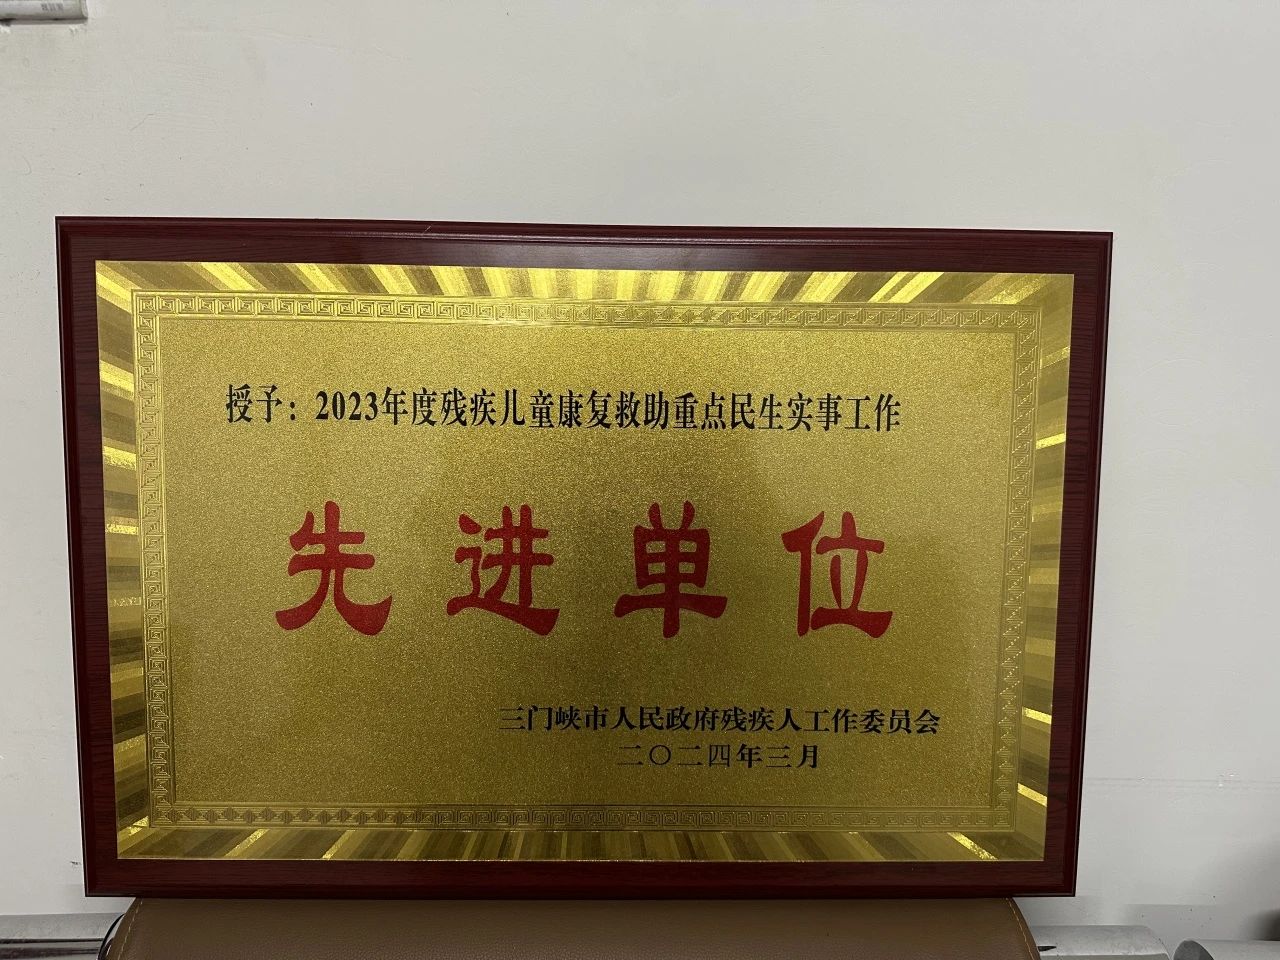 授予：2023年度残疾儿童康复救助重点民生实事工作
先进单位
三门峡市人民政府残疾人工作委员会
二〇二四年三月